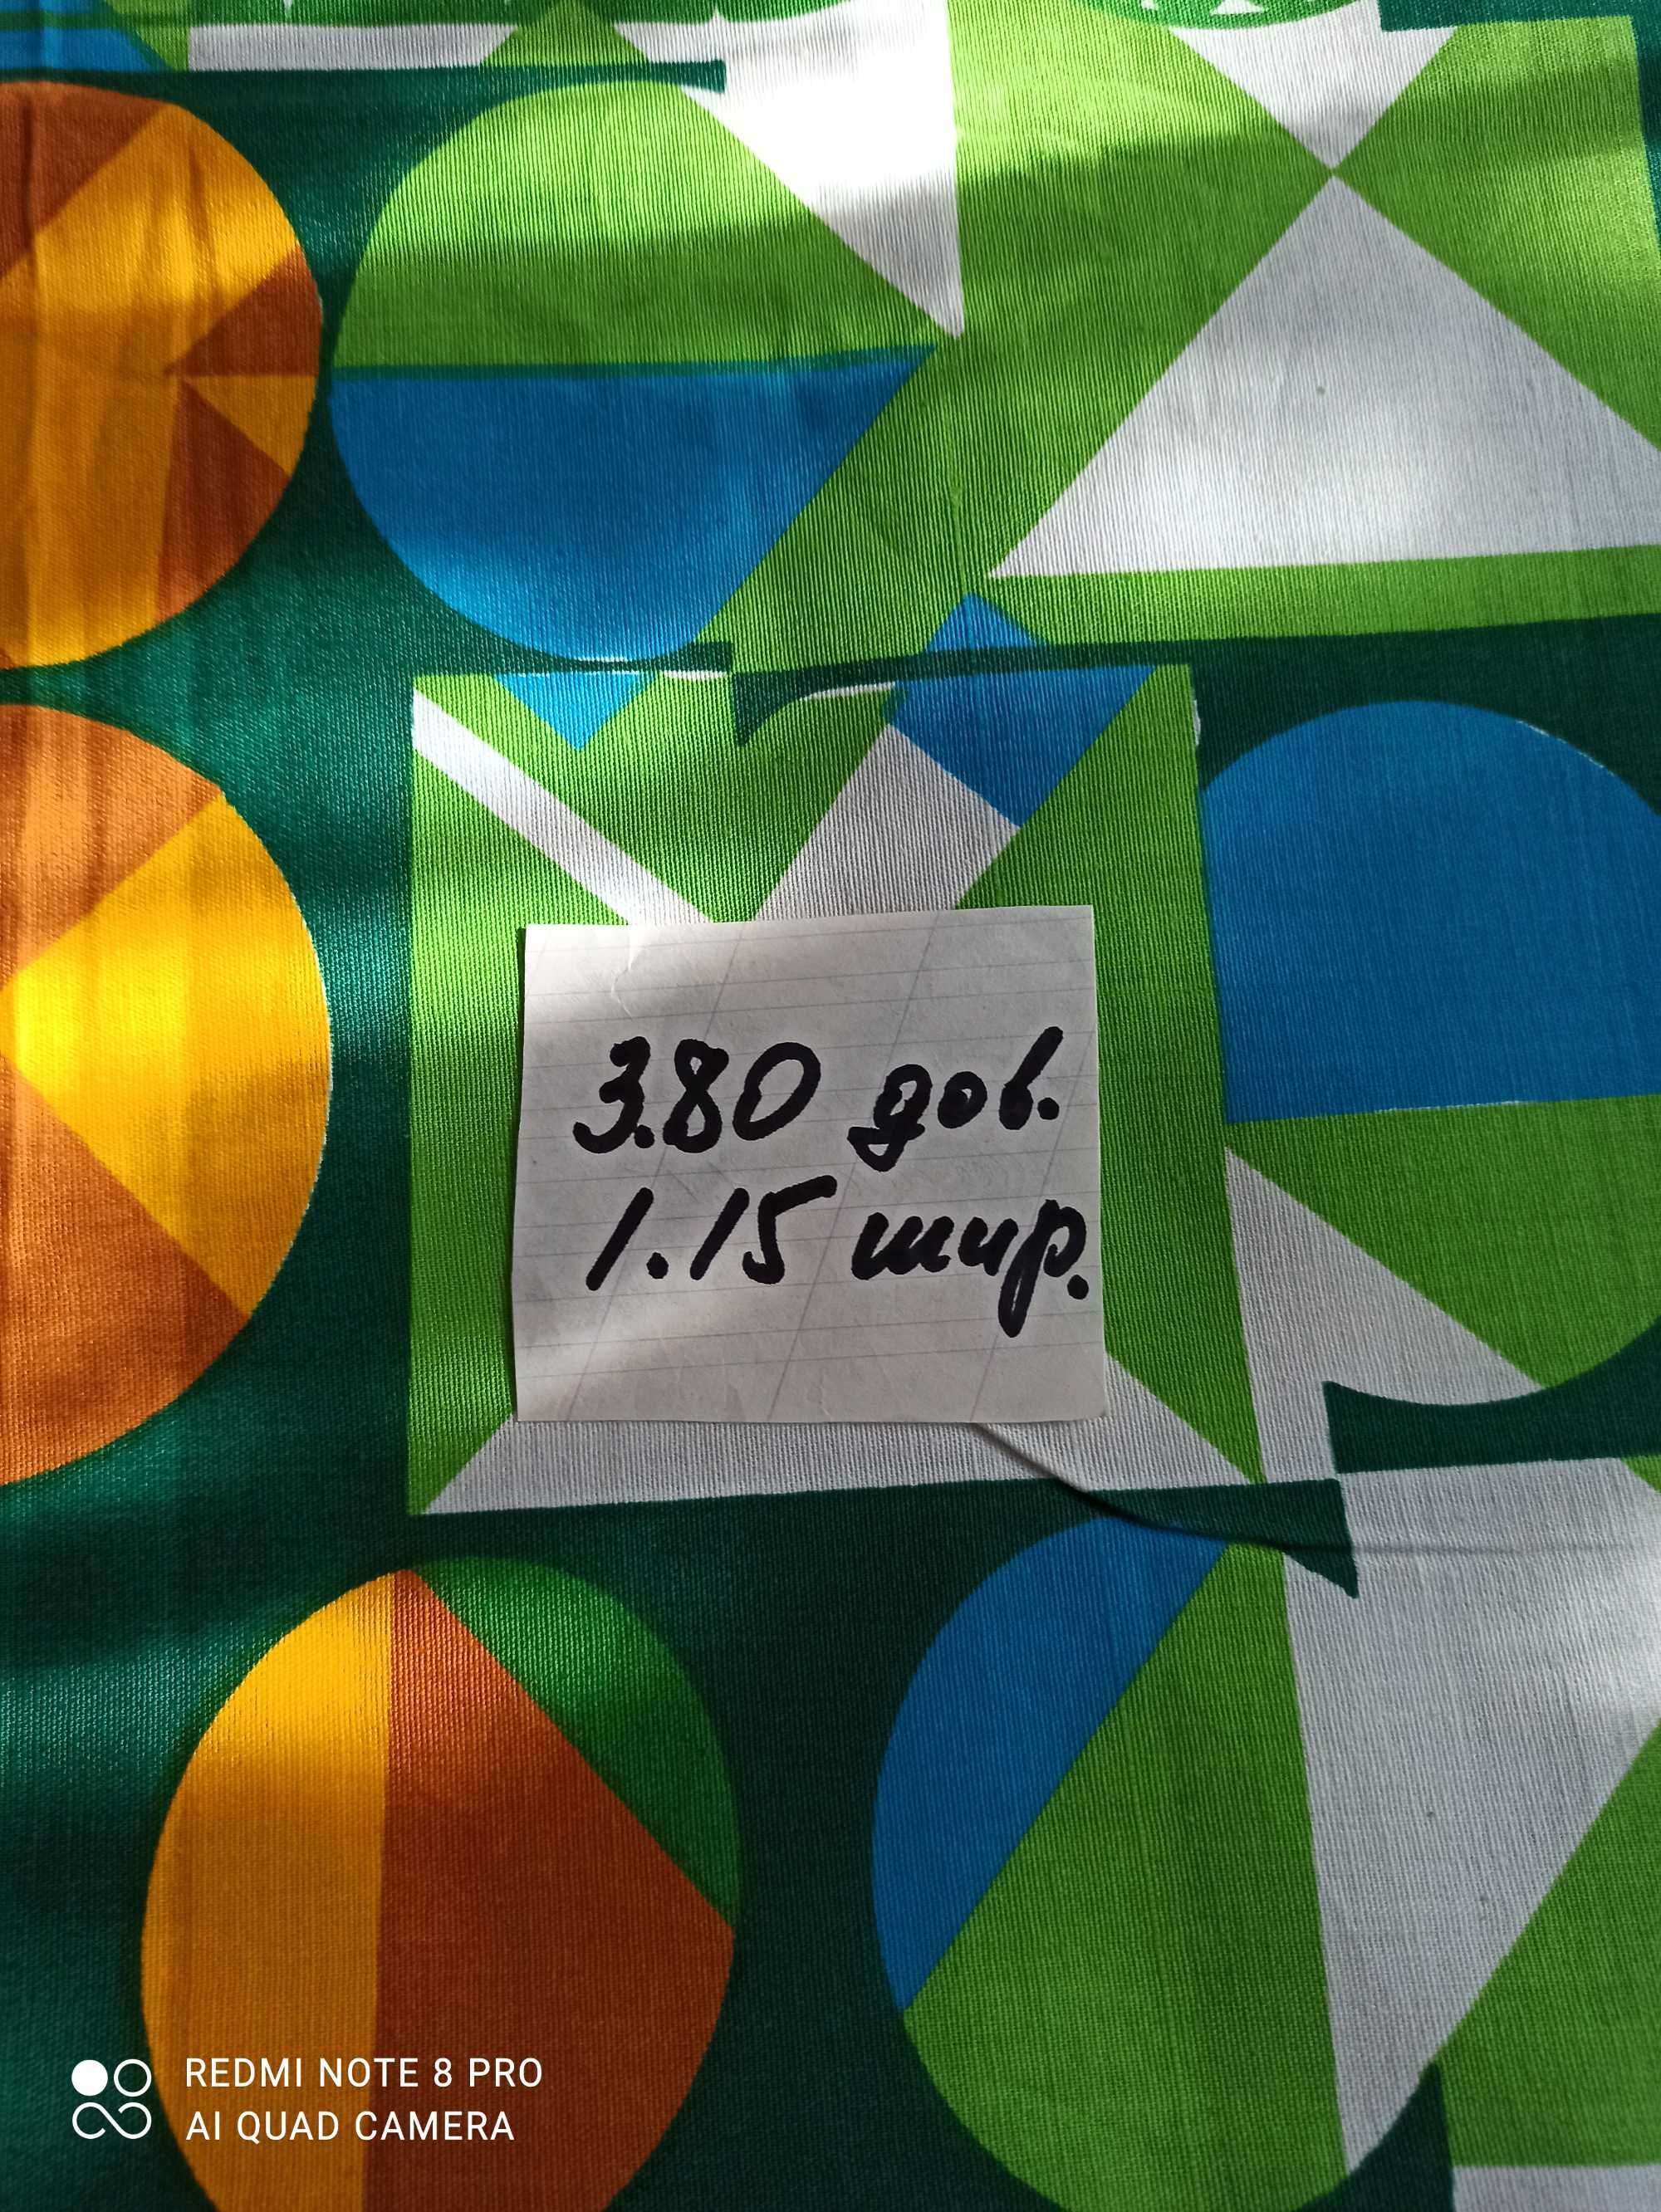 3.80 дов.
1.15 шир.
REDMI NOTE 8 PRO
AI QUAD CAMERA